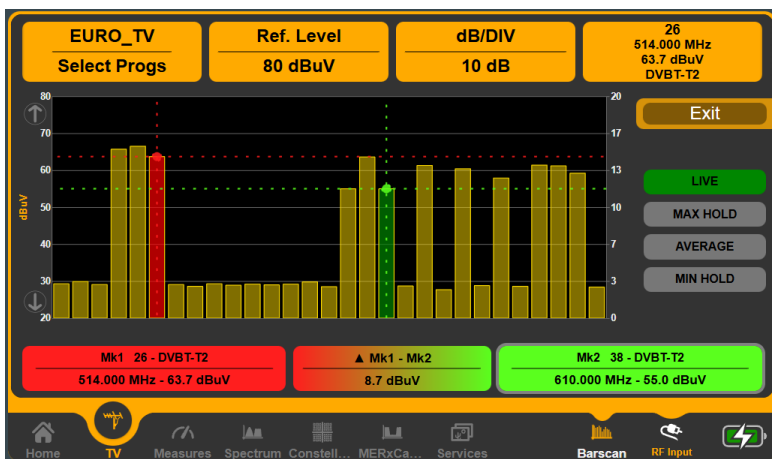 EURO_TV
Select Progs
Ref. Level
80 dBuV
dB/DIV
10 dB
26
514.000 MHz
63.7 dBuV
DVBT-T2
Exit
80
70
60
50
40
30
20
dBuV
20
17
13
10
7
3
0
LIVE
MAX HOLD
AVERAGE
MIN HOLD
Mk1 26 - DVBT-T2
514.000 MHz - 63.7 dBuV
▲ Mk1 - Mk2
8.7 dBuV
Mk2 38 - DVBT-T2
610.000 MHz - 55.0 dBuV
Home
TV
Measures
Spectrum
Constell...
MERxCa...
Services
Barscan
RF Input